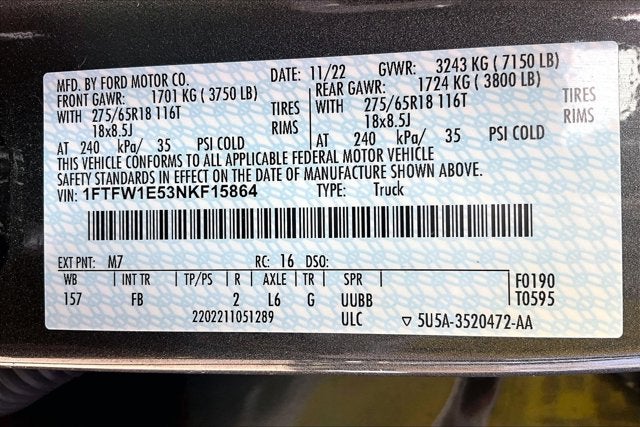 MFD. BY FORD MOTOR CO. DATE: 11/22 GVWR: 3243 KG ( 7150 LB)
FRONT GAWR: 1701 KG ( 3750 LB) REAR GAWR: 1724 KG ( 3800 LB)
WITH 275/65R18 116T TIRES WITH 275/65R18 116T TIRES
18x8.5J RIMS 18x8.5J RIMS
AT 240 kPa/ 35 PSI COLD AT 240 kPa/ 35 PSI COLD
THIS VEHICLE CONFORMS TO ALL APPLICABLE FEDERAL MOTOR VEHICLE
SAFETY STANDARDS IN EFFECT ON THE DATE OF MANUFACTURE SHOWN ABOVE.
VIN: 1FTFW1E53NKF15864 TYPE: Truck
EXT PNT: M7 RC: 16 DSO:
WB INT TR TP/PS R AXLE TR SPR F0190
157 FB 2 L6 G UUBB T0595
2202211051289 ULC ▽ 5U5A-3520472-AA